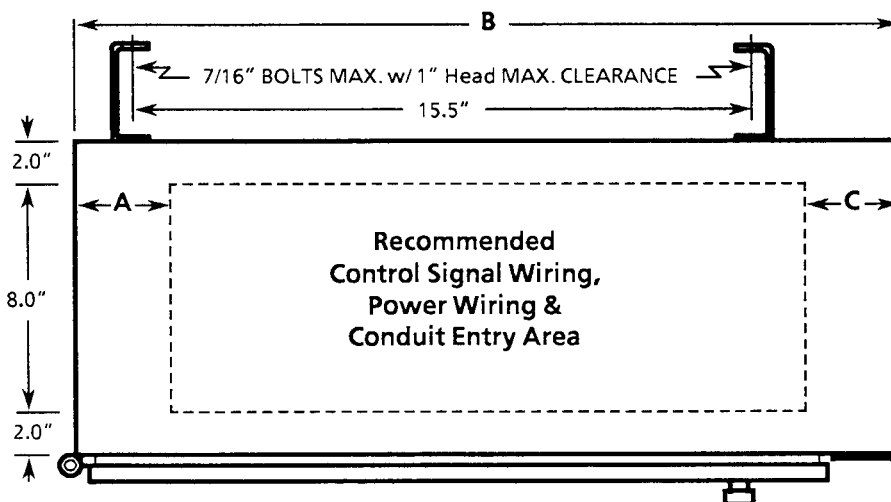 B
7/16" BOLTS MAX. w/ 1" Head MAX. CLEARANCE
15.5"
2.0"
A
C
8.0"
Recommended
Control Signal Wiring,
Power Wiring &
Conduit Entry Area
2.0"